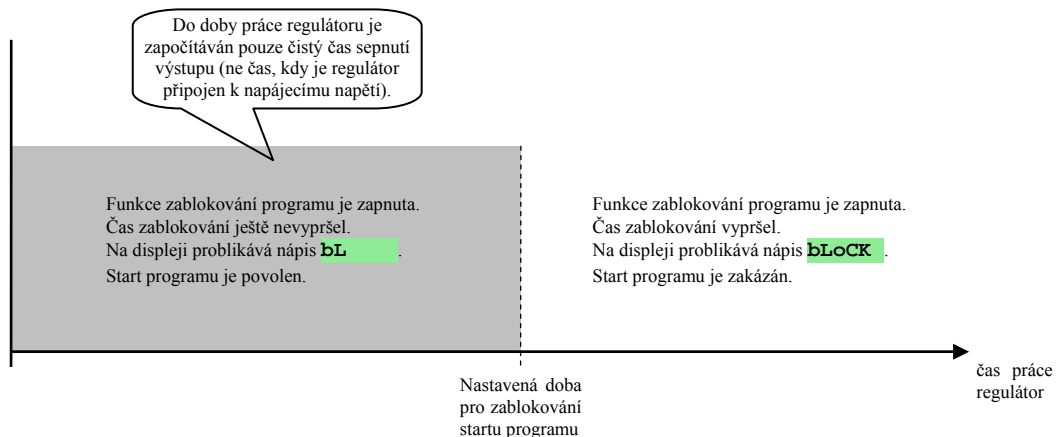 Do doby práce regulátoru je
započítáván pouze čistý čas sepnutí
výstupu (ne čas, kdy je regulátor
připojen k napájecímu napětí).
Funkce zablokování programu je zapnuta.
Čas zablokování ještě nevypršel.
Na displeji problikává nápis bL .
Start programu je povolen.
Funkce zablokování programu je zapnuta.
Čas zablokování vypršel.
Na displeji problikává nápis bLoCK .
Start programu je zakázán.
čas práce
regulátor
Nastavená doba
pro zablokování
startu programu